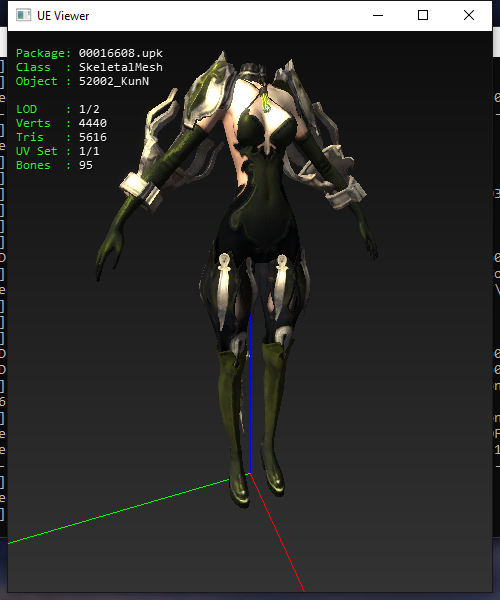 UE Viewer
Package: 00016608.upk
Class : SkeletalMesh
Object : 52002_KunN
LOD : 1/2
Verts : 4440
Tris : 5616
UV Set : 1/1
Bones : 95